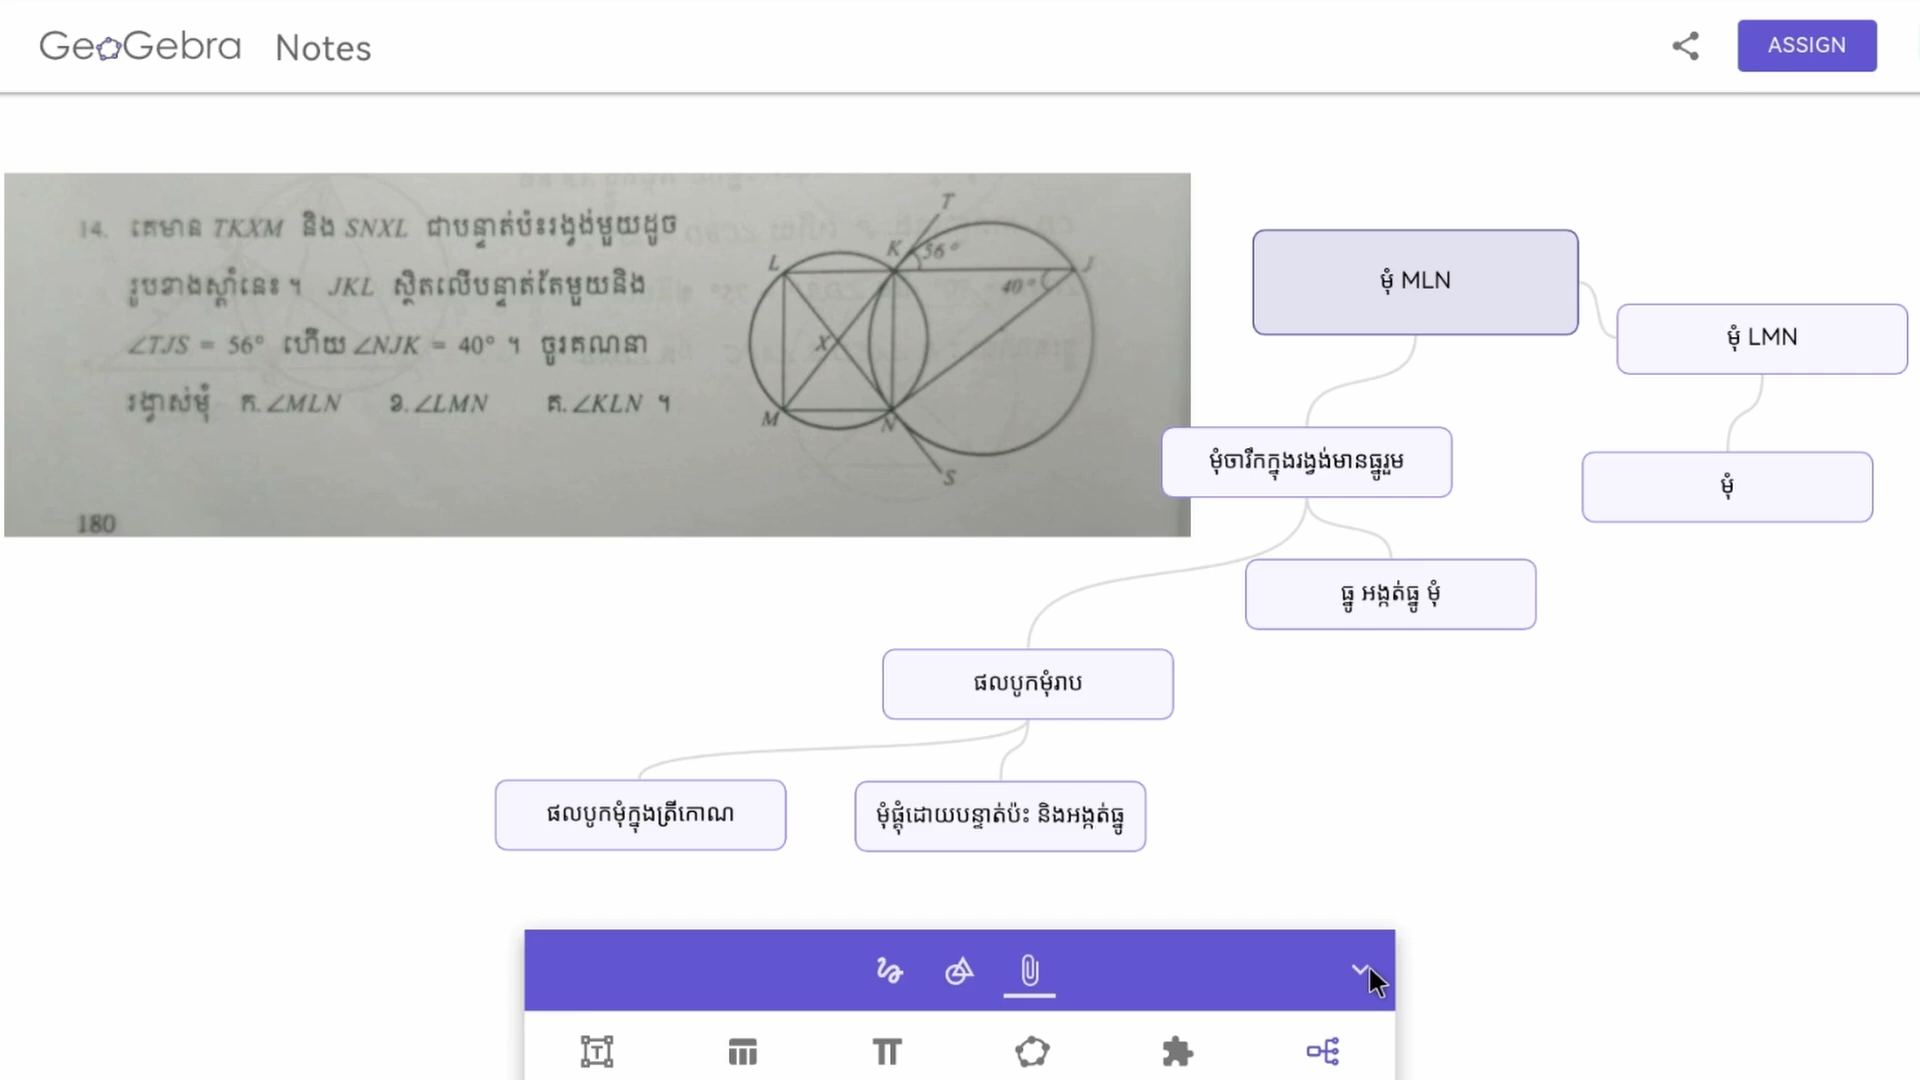 GeoGebra Notes
ASSIGN
14. គេមាន TKXM និង SNXL ជាបន្ទាត់ប៉ះរង្វង់មួយដូច
រូបខាងស្តាំនេះ ។ JKL ស្ថិតលើបន្ទាត់តែមួយនិង
∠TJS = 56° ហើយ ∠NJK = 40° ។ ចូរគណនា
រង្វាស់មុំ ក. ∠MLN ខ. ∠LMN គ. ∠KLN ។
T
L
K
56°
J
40°
X
M
N
S
180
មុំ MLN
មុំ LMN
មុំចារឹកក្នុងរង្វង់មានធ្នូរួម
មុំ
ធ្នូ អង្កត់ធ្នូ មុំ
ផលបូកមុំរាប
ផលបូកមុំក្នុងត្រីកោណ
មុំផ្គុំដោយបន្ទាត់ប៉ះ និងអង្កត់ធ្នូ